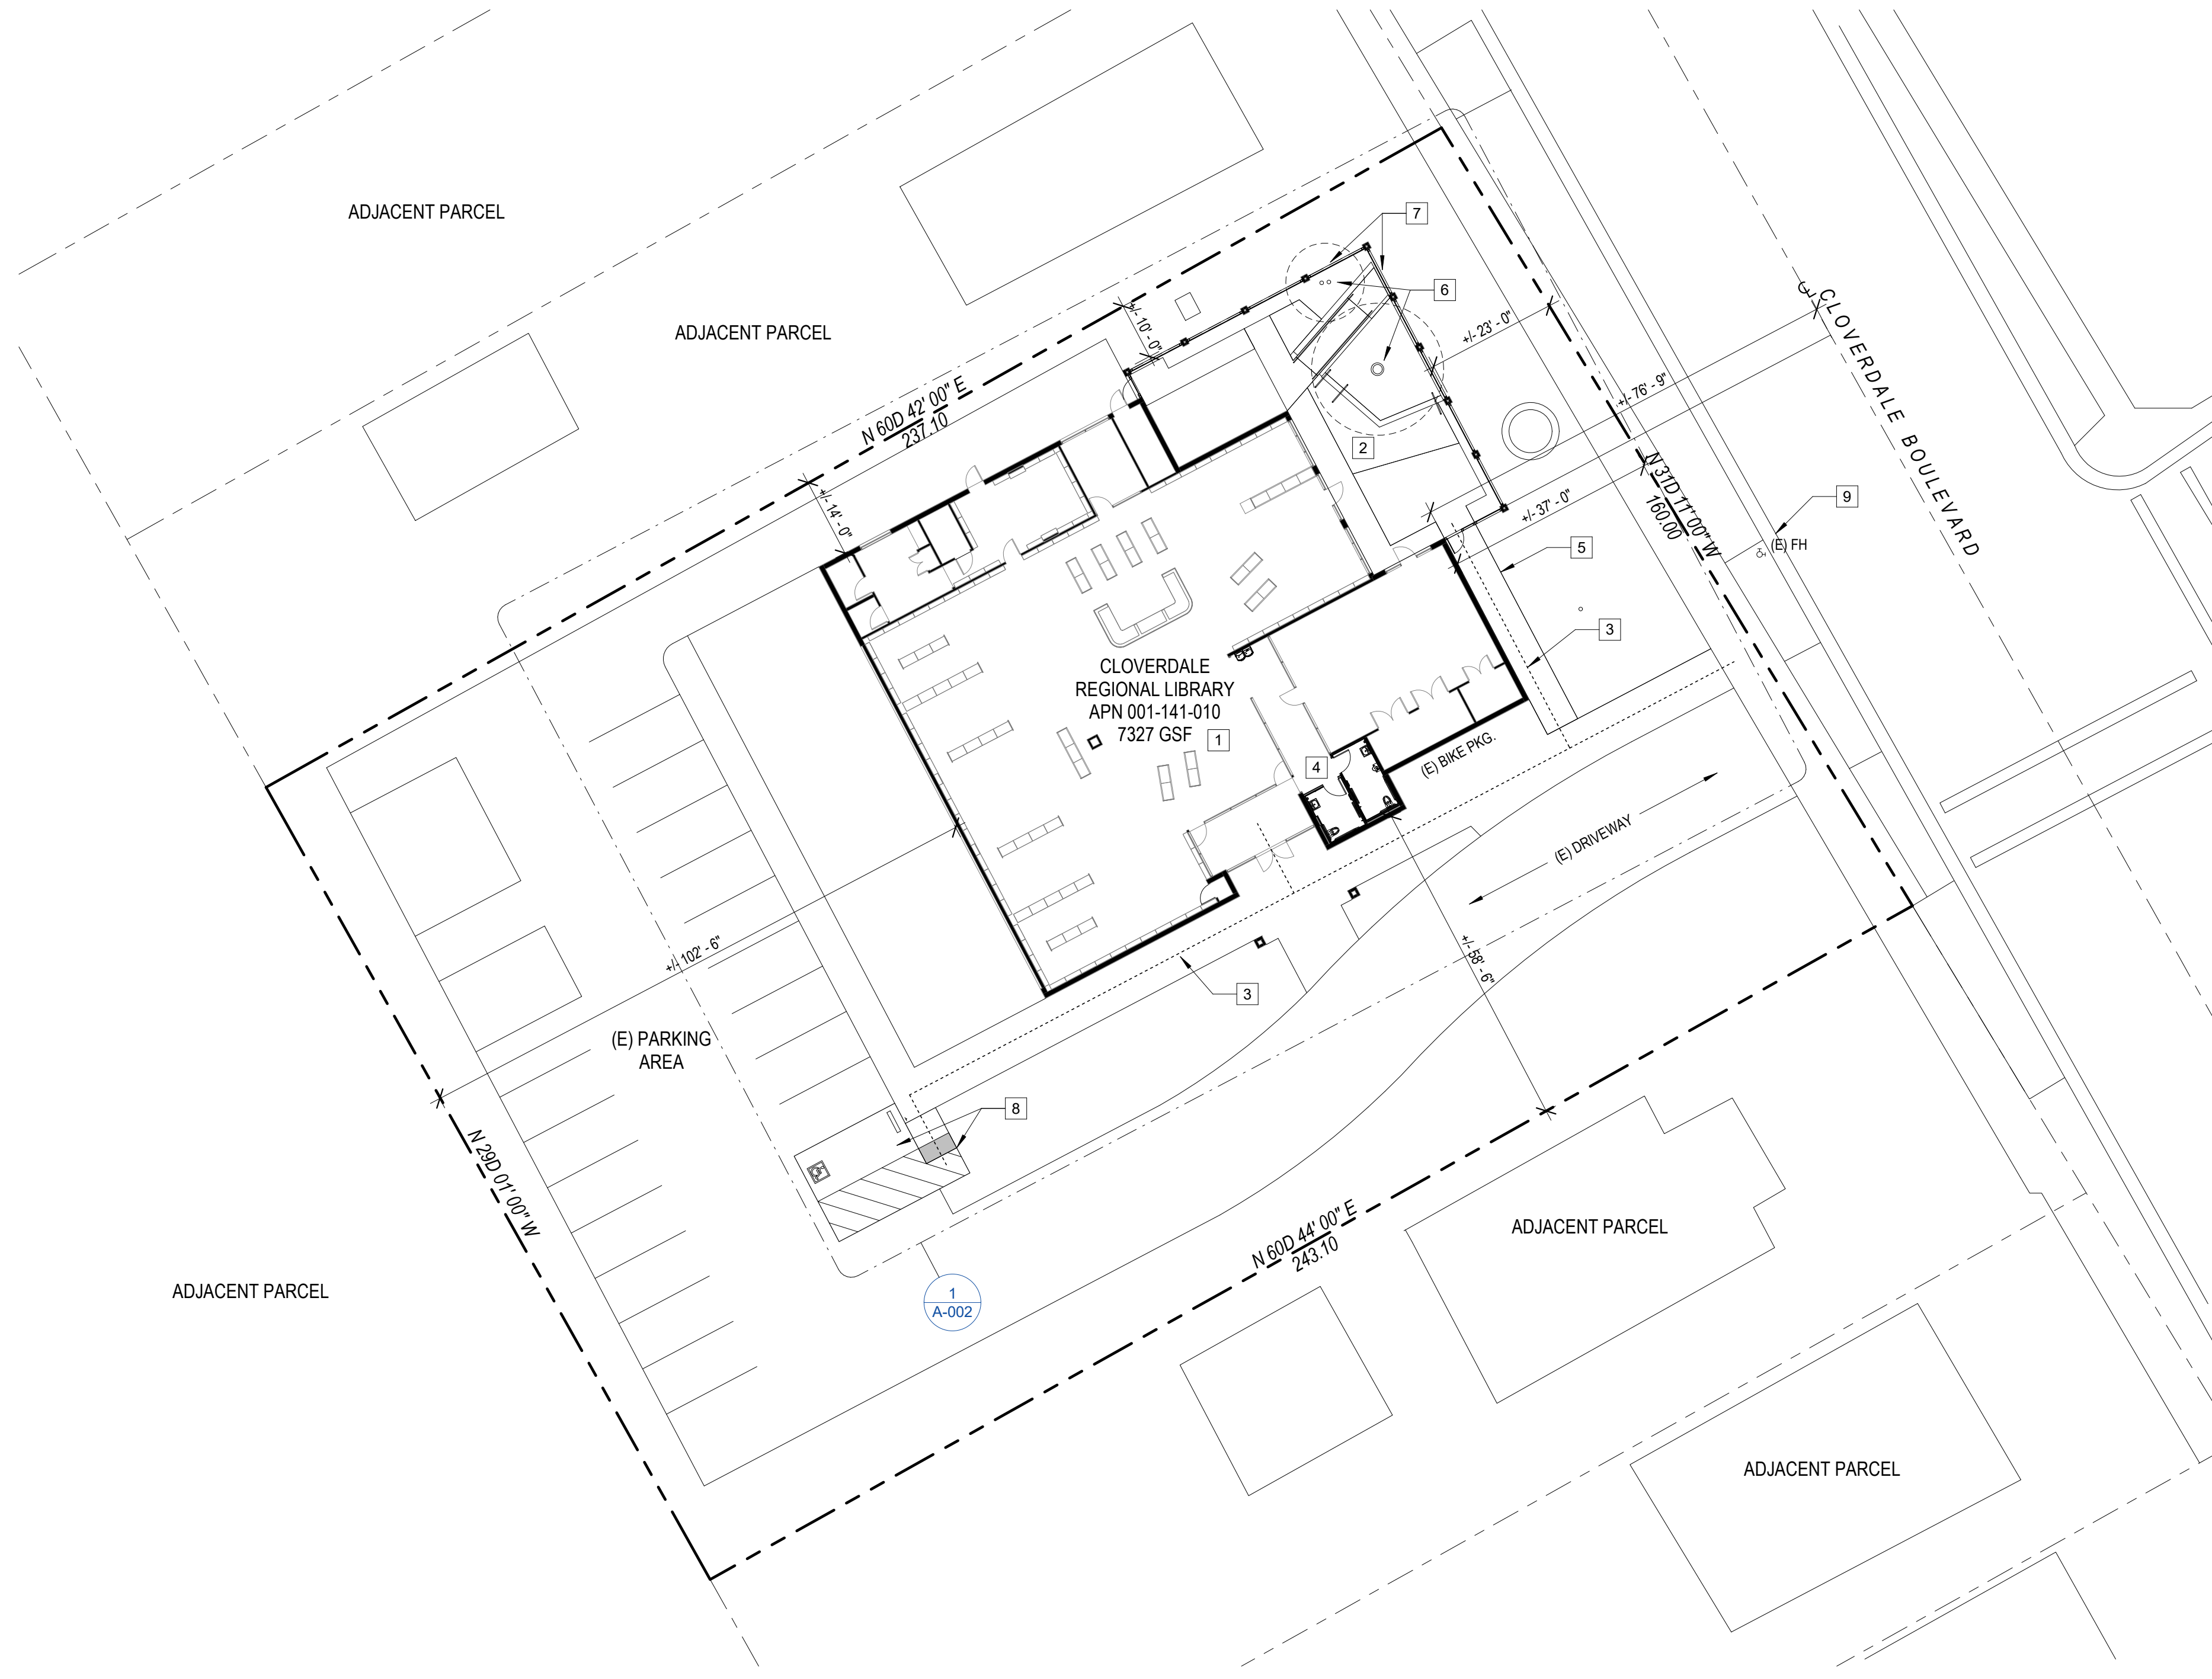 ADJACENT PARCEL
7
6
ADJACENT PARCEL
+/- 10' - 0"
+/- 23' - 0"
CLOVERDALE BOULEVARD
N 60D 42' 00" E
237.10
+/- 76' - 9"
2
+/- 14' - 0"
+/- 37' - 0"
N 31D 11' 00" W
160.00
9
(E) FH
5
3
CLOVERDALE
REGIONAL LIBRARY
APN 001-141-010
7327 GSF
1
4
(E) BIKE PKG.
(E) DRIVEWAY
+/- 102' - 6"
+/- 58' - 6"
3
(E) PARKING
AREA
8
N 29D 01' 00" W
N 60D 44' 00" E
243.10
ADJACENT PARCEL
ADJACENT PARCEL
1
A-002
ADJACENT PARCEL